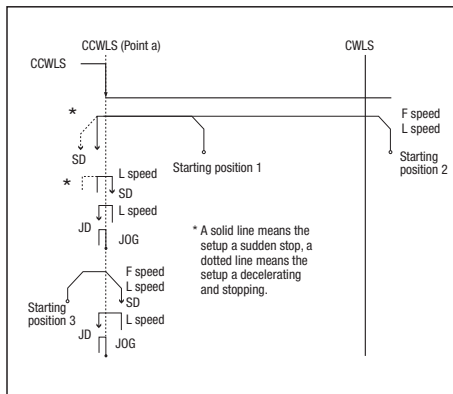 CCWLS (Point a)
CWLS
CCWLS
F speed
L speed
*
SD
Starting position 1
Starting
position 2
*
L speed
SD
L speed
JD
JOG
* A solid line means the
setup a sudden stop, a
dotted line means the
setup a decelerating
and stopping.
F speed
L speed
SD
Starting
position 3
L speed
JD
JOG